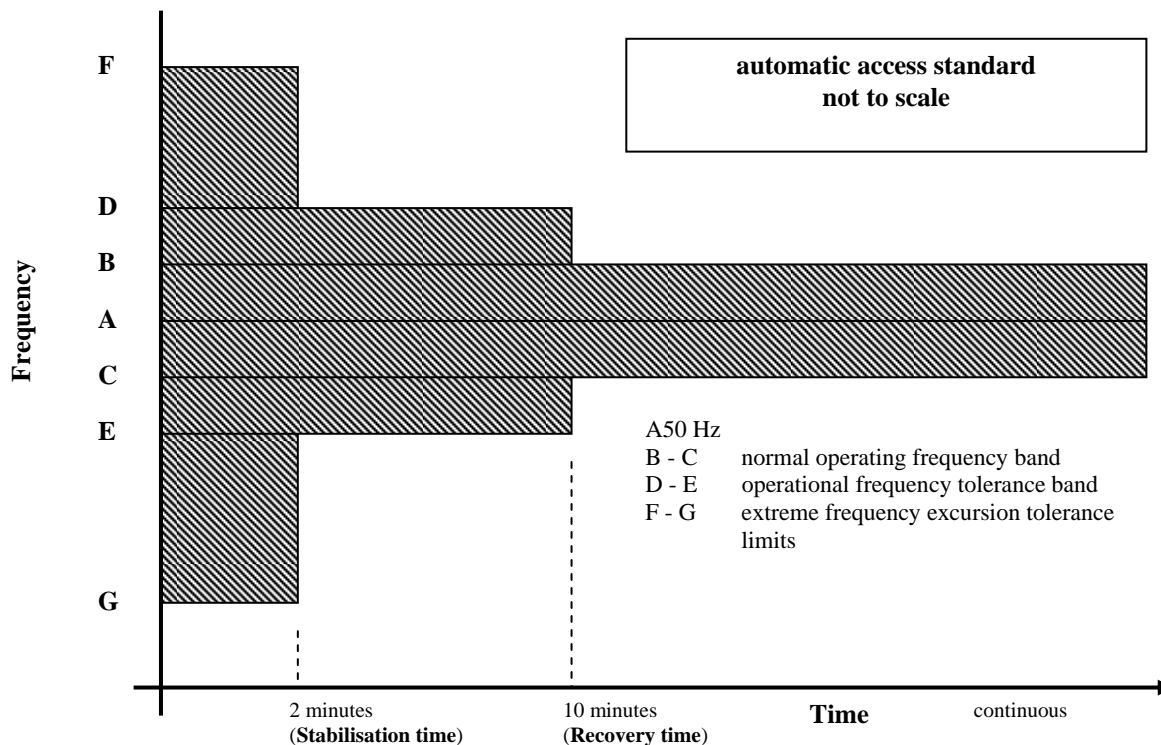 automatic access standard
not to scale
F
D
B
A
C
E
G
Frequency
A50 Hz
B - C normal operating frequency band
D - E operational frequency tolerance band
F - G extreme frequency excursion tolerance
limits
2 minutes
(Stabilisation time)
10 minutes
(Recovery time)
Time
continuous